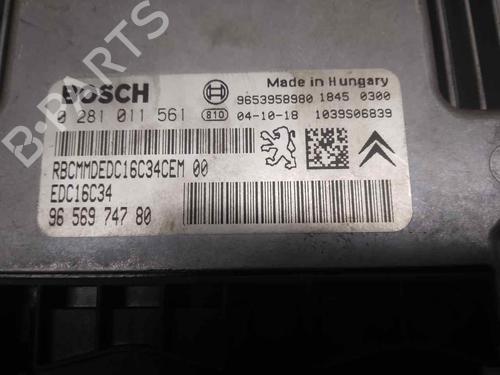 B-PARTS
Made in Hungary
BOSCH 9653958980 1845 0300
0 281 011 561 810 04-10-18 1039S06839
RBCMMDEDC16C34CEM 00
EDC16C34
96 569 747 80